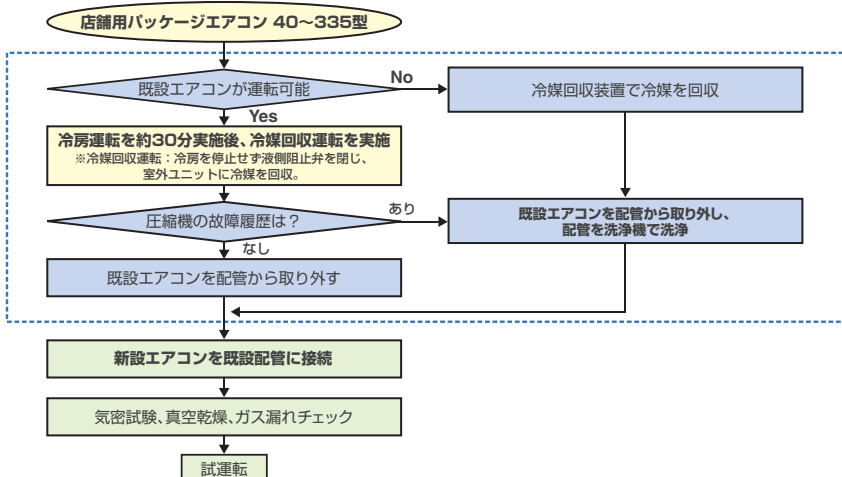 店舗用パッケージエアコン 40～335型
既設エアコンが運転可能
No
冷媒回収装置で冷媒を回収
Yes
冷房運転を約30分実施後、冷媒回収運転を実施
※冷媒回収運転：冷房を停止せず液側阻止弁を閉じ、
室外ユニットに冷媒を回収。
圧縮機の故障履歴は？
あり
既設エアコンを配管から取り外し、
配管を洗浄機で洗浄
なし
既設エアコンを配管から取り外す
新設エアコンを既設配管に接続
気密試験、真空乾燥、ガス漏れチェック
試運転